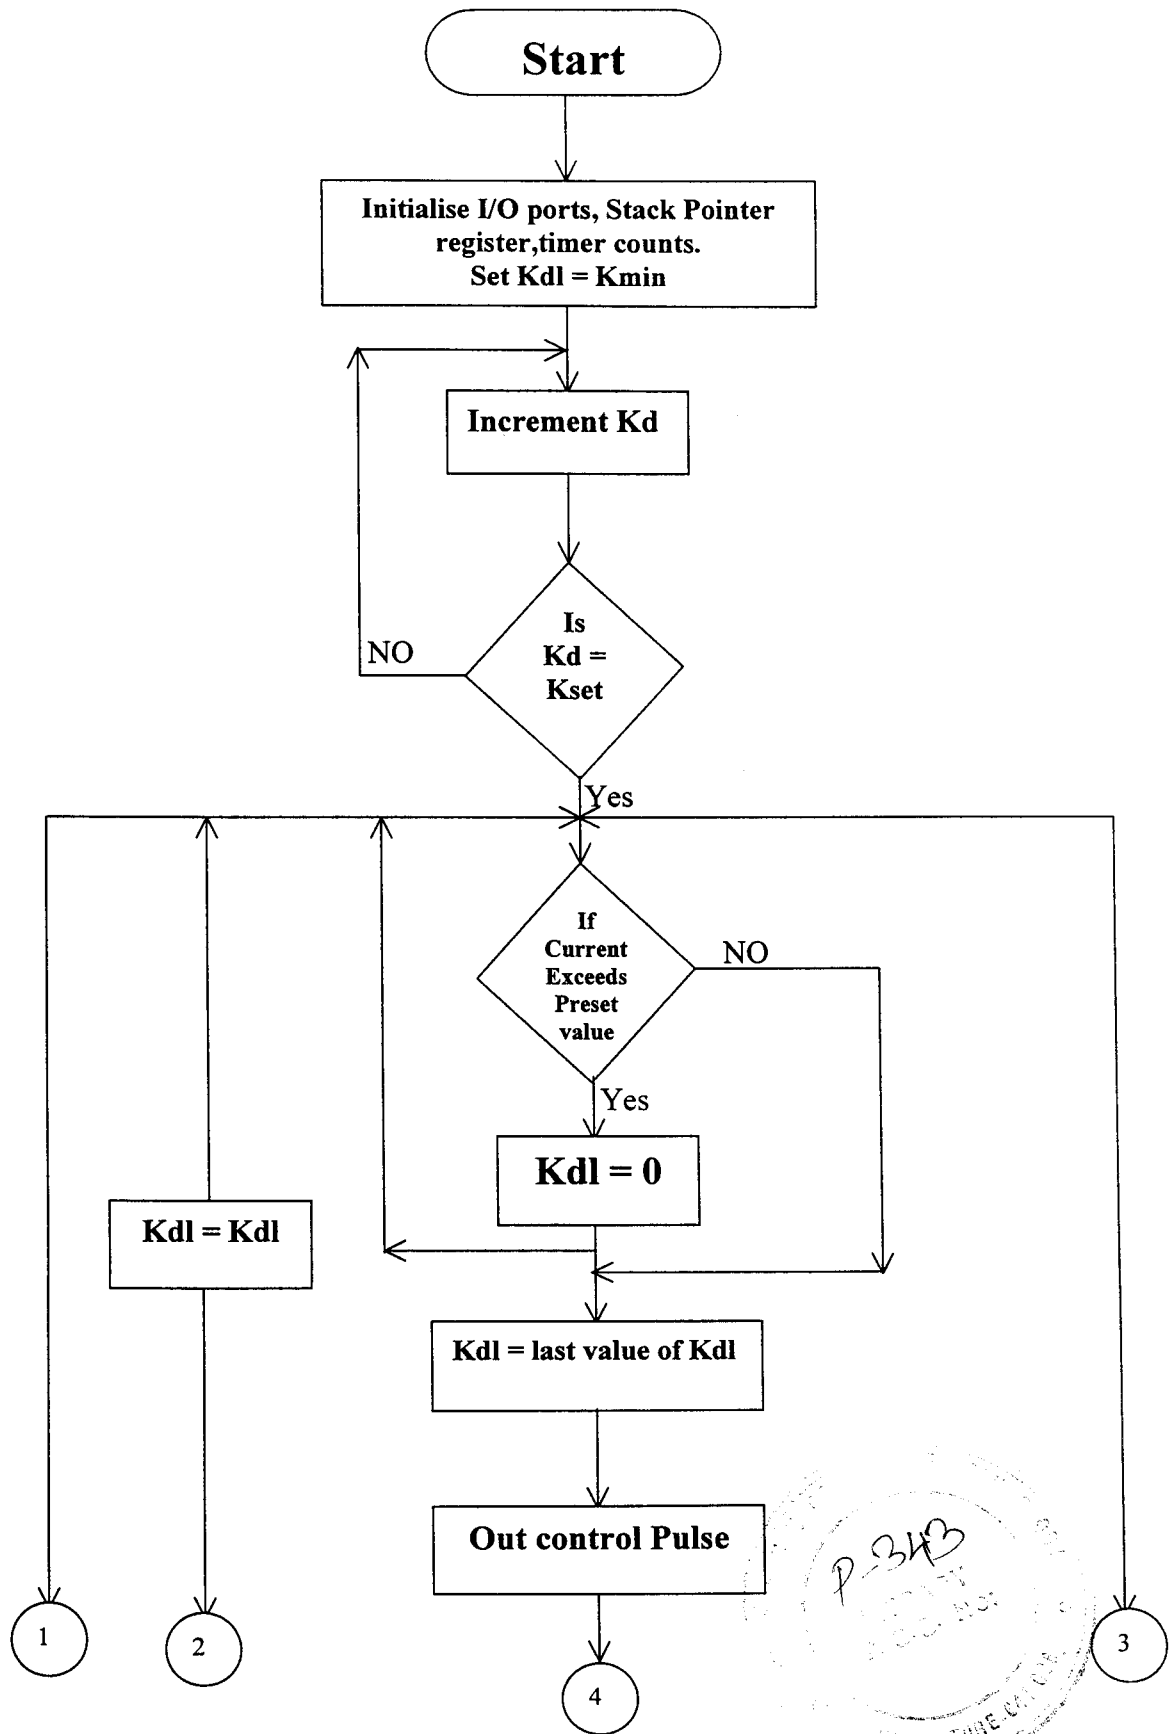 Start
Initialise I/O ports, Stack Pointer
register,timer counts.
Set Kdl = Kmin
Increment Kd
Is
Kd =
Kset
NO
Yes
If
Current
Exceeds
Preset
value
NO
Yes
Kdl = 0
Kdl = Kdl
Kdl = last value of Kdl
Out control Pulse
P-343
1
2
3
4